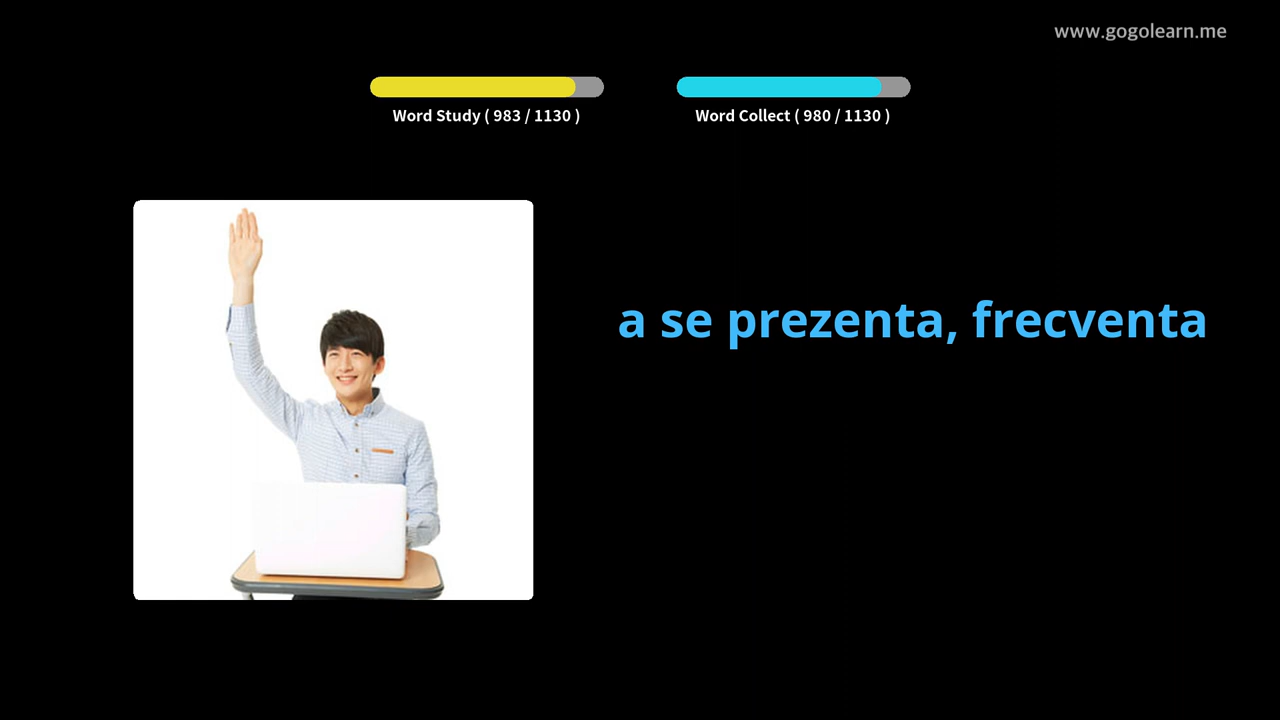 www.gogolearn.me
Word Study ( 983 / 1130 )
Word Collect ( 980 / 1130 )
a se prezenta, frecventa